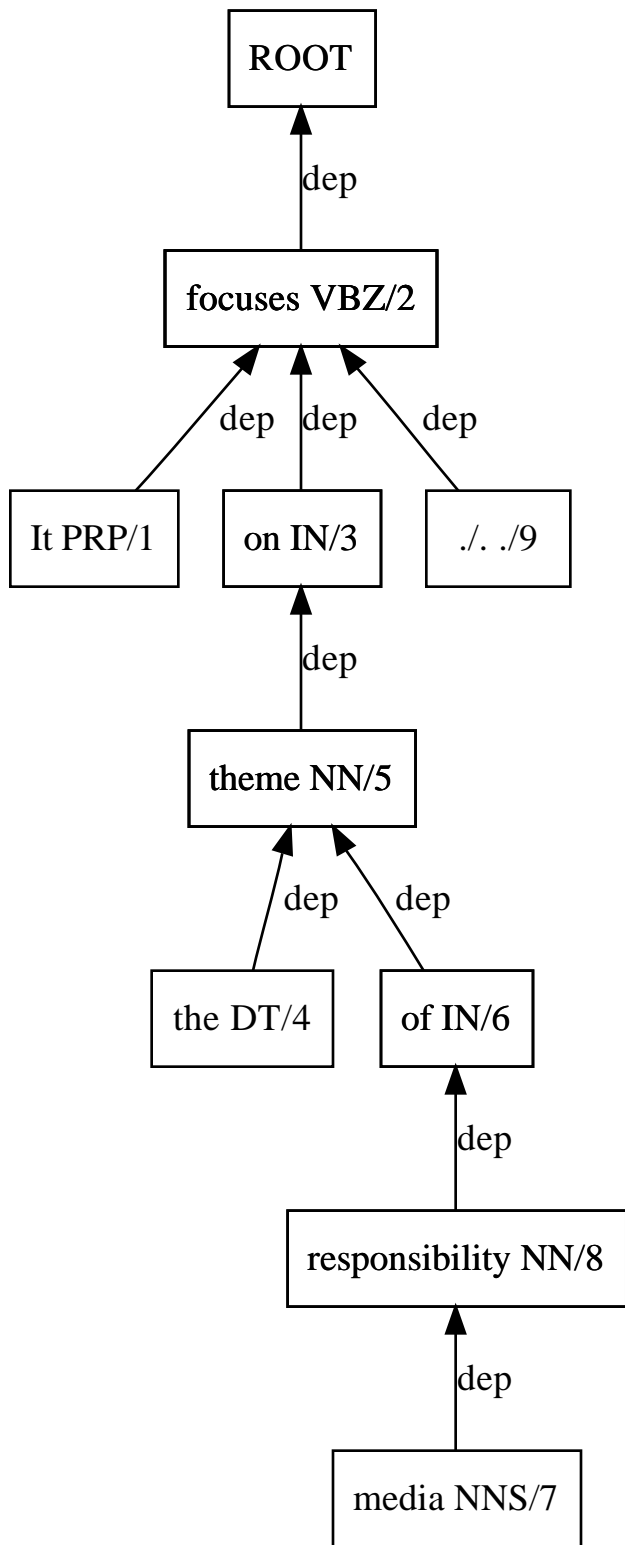 ROOT
dep
focuses VBZ/2
dep dep dep
It PRP/1 on IN/3 ./. ./9
dep
theme NN/5
dep dep
the DT/4 of IN/6
dep
responsibility NN/8
dep
media NNS/7